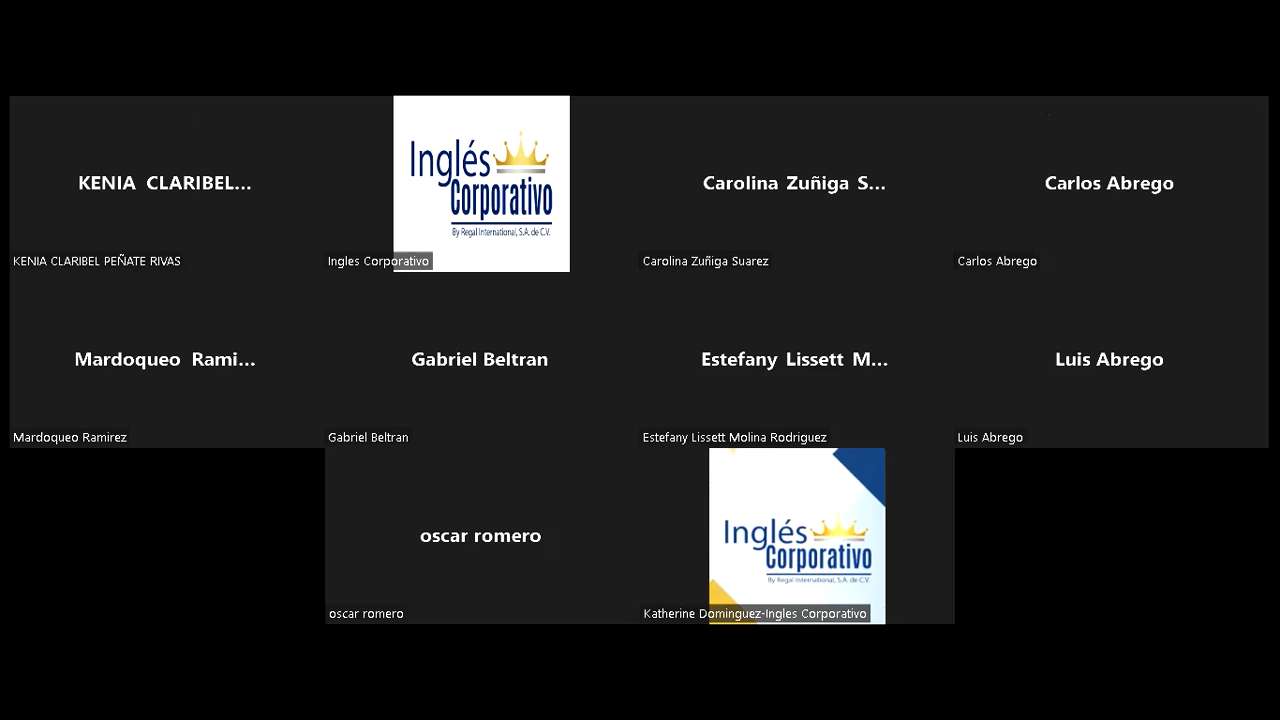 KENIA CLARIBEL...
KENIA CLARIBEL PEÑATE RIVAS
Inglés
Corporativo
By Regal International, S.A. de C.V.
Ingles Corporativo
Carolina Zuñiga S...
Carolina Zuñiga Suarez
Carlos Abrego
Carlos Abrego
Mardoqueo Rami...
Mardoqueo Ramirez
Gabriel Beltran
Gabriel Beltran
Estefany Lissett M...
Estefany Lissett Molina Rodriguez
Luis Abrego
Luis Abrego
oscar romero
oscar romero
Inglés
Corporativo
By Regal International, S.A. de C.V.
Katherine Dominguez-Ingles Corporativo